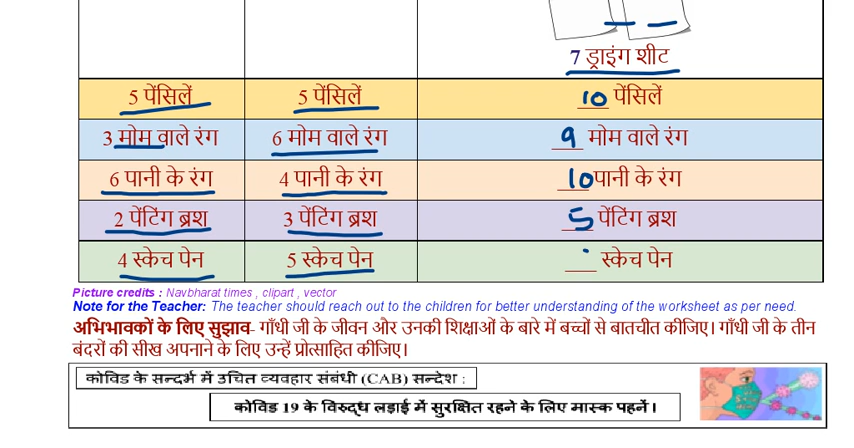 7 ड्राइंग शीट
5 पेंसिलें 5 पेंसिलें 10 पेंसिलें
3 मोम वाले रंग 6 मोम वाले रंग 9 मोम वाले रंग
6 पानी के रंग 4 पानी के रंग 10 पानी के रंग
2 पेंटिंग ब्रश 3 पेंटिंग ब्रश 5 पेंटिंग ब्रश
4 स्केच पेन 5 स्केच पेन ___ स्केच पेन
Picture credits : Navbharat times , clipart , vector
Note for the Teacher: The teacher should reach out to the children for better understanding of the worksheet as per need.
अभिभावकों के लिए सुझाव- गाँधी जी के जीवन और उनकी शिक्षाओं के बारे में बच्चों से बातचीत कीजिए। गाँधी जी के तीन
बंदरों की सीख अपनाने के लिए उन्हें प्रोत्साहित कीजिए।
कोविड के सन्दर्भ में उचित व्यवहार संबंधी (CAB) सन्देश :
कोविड 19 के विरुद्ध लड़ाई में सुरक्षित रहने के लिए मास्क पहनें।